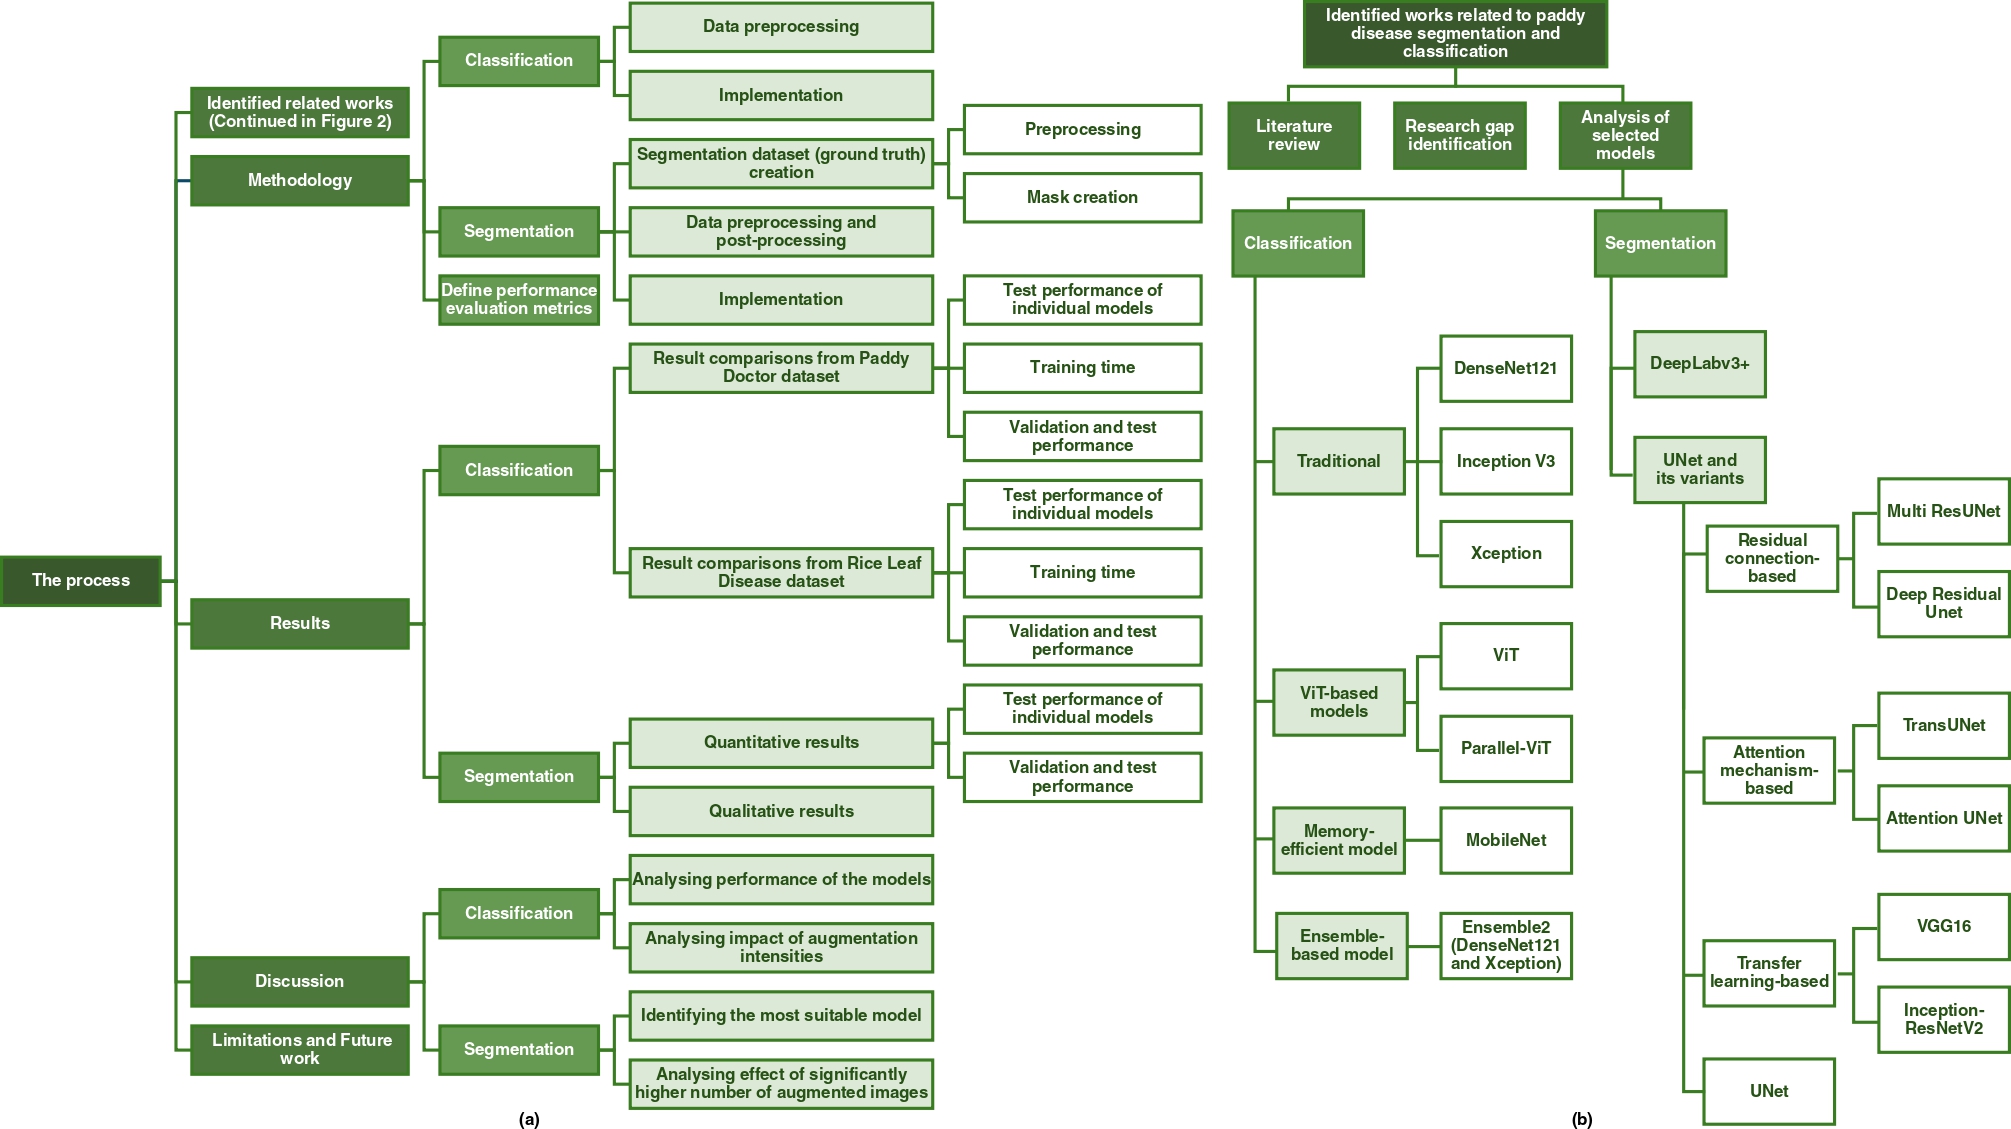 The process
Identified related works
(Continued in Figure 2)
Methodology
Classification
Data preprocessing
Implementation
Segmentation
Segmentation dataset (ground truth)
creation
Preprocessing
Mask creation
Data preprocessing and
post-processing
Implementation
Define performance
evaluation metrics
Results
Classification
Result comparisons from Paddy
Doctor dataset
Test performance of
individual models
Training time
Validation and test
performance
Result comparisons from Rice Leaf
Disease dataset
Test performance of
individual models
Training time
Validation and test
performance
Segmentation
Quantitative results
Test performance of
individual models
Validation and test
performance
Qualitative results
Discussion
Classification
Analysing performance of the models
Analysing impact of augmentation
intensities
Segmentation
Identifying the most suitable model
Analysing effect of significantly
higher number of augmented images
Limitations and Future
work
(a)
Identified works related to paddy
disease segmentation and
classification
Literature
review
Research gap
identification
Analysis of
selected
models
Classification
Traditional
DenseNet121
Inception V3
Xception
ViT-based
models
ViT
Parallel-ViT
Memory-
efficient model
MobileNet
Ensemble-
based model
Ensemble2
(DenseNet121
and Xception)
Segmentation
DeepLabv3+
UNet and
its variants
Residual
connection-
based
Multi ResUNet
Deep Residual
Unet
Attention
mechanism-
based
TransUNet
Attention UNet
Transfer
learning-based
VGG16
Inception-
ResNetV2
UNet
(b)